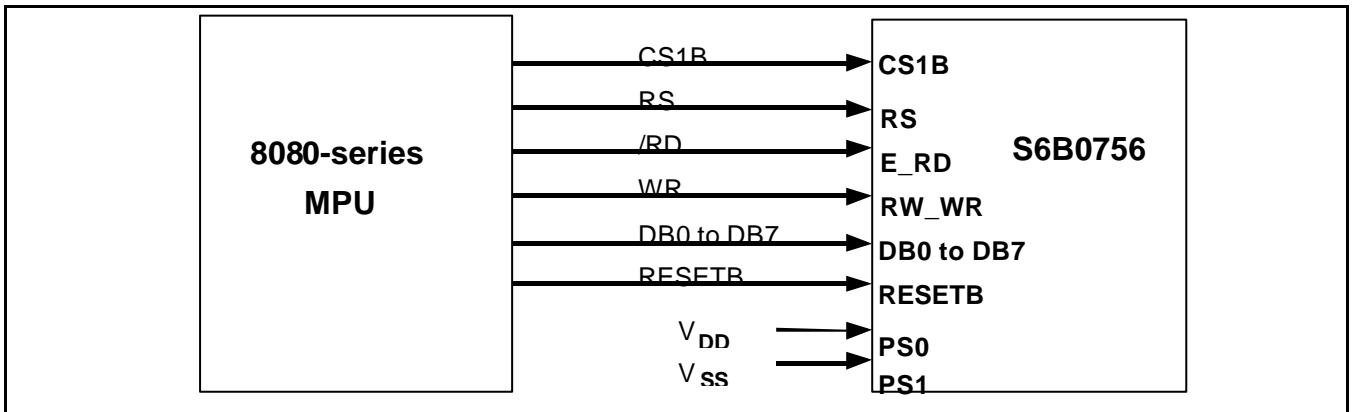 CS1B
CS1B
RS
RS
/RD
E_RD
S6B0756
8080-series
MPU
WR
RW_WR
DB0 to DB7
DB0 to DB7
RESETB
RESETB
VDD
PS0
VSS
PS1